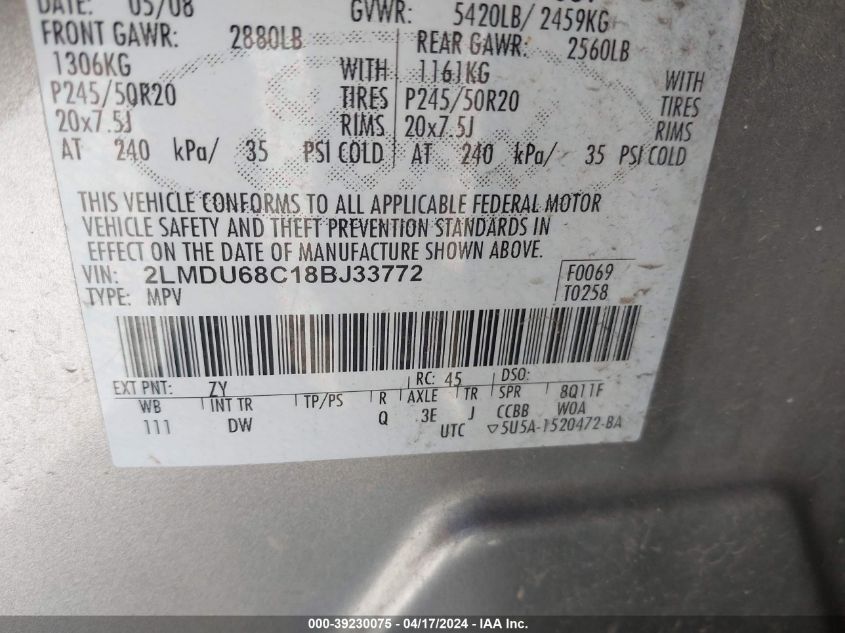 DATE: 05/08 GVWR: 5420LB/ 2459KG
FRONT GAWR: 2880LB REAR GAWR: 2560LB
1306KG WITH 1161KG WITH
P245/50R20 TIRES P245/50R20 TIRES
20x7.5J RIMS 20x7.5J RIMS
AT 240 kPa/ 35 PSI COLD AT 240 kPa/ 35 PSI COLD
THIS VEHICLE CONFORMS TO ALL APPLICABLE FEDERAL MOTOR
VEHICLE SAFETY AND THEFT PREVENTION STANDARDS IN
EFFECT ON THE DATE OF MANUFACTURE SHOWN ABOVE.
VIN: 2LMDU68C18BJ33772 F0069
TYPE: MPV T0258
EXT PNT: ZY RC: 45 DSO:
WB INT TR TP/PS R AXLE TR SPR 8Q11F
111 DW Q 3E J CCBB WOA
UTC ▽5U5A-1520472-BA
000-39230075 - 04/17/2024 - IAA Inc.